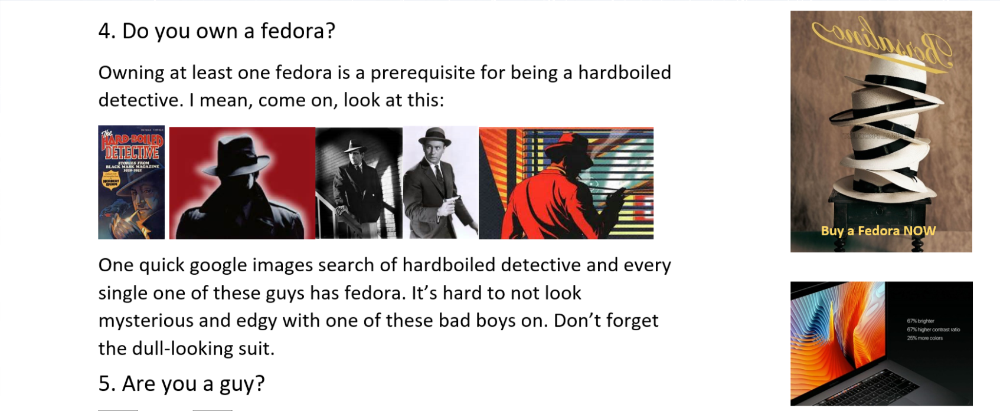 4. Do you own a fedora?
Owning at least one fedora is a prerequisite for being a hardboiled
detective. I mean, come on, look at this:
The
HARD-BOILED
DETECTIVE
STORIES FROM
BLACK MASK MAGAZINE
1920-1951
HERBERT
RUHM
One quick google images search of hardboiled detective and every
single one of these guys has fedora. It’s hard to not look
mysterious and edgy with one of these bad boys on. Don’t forget
the dull-looking suit.
5. Are you a guy?
Borsalino
Buy a Fedora NOW
67% brighter
67% higher contrast ratio
25% more colors